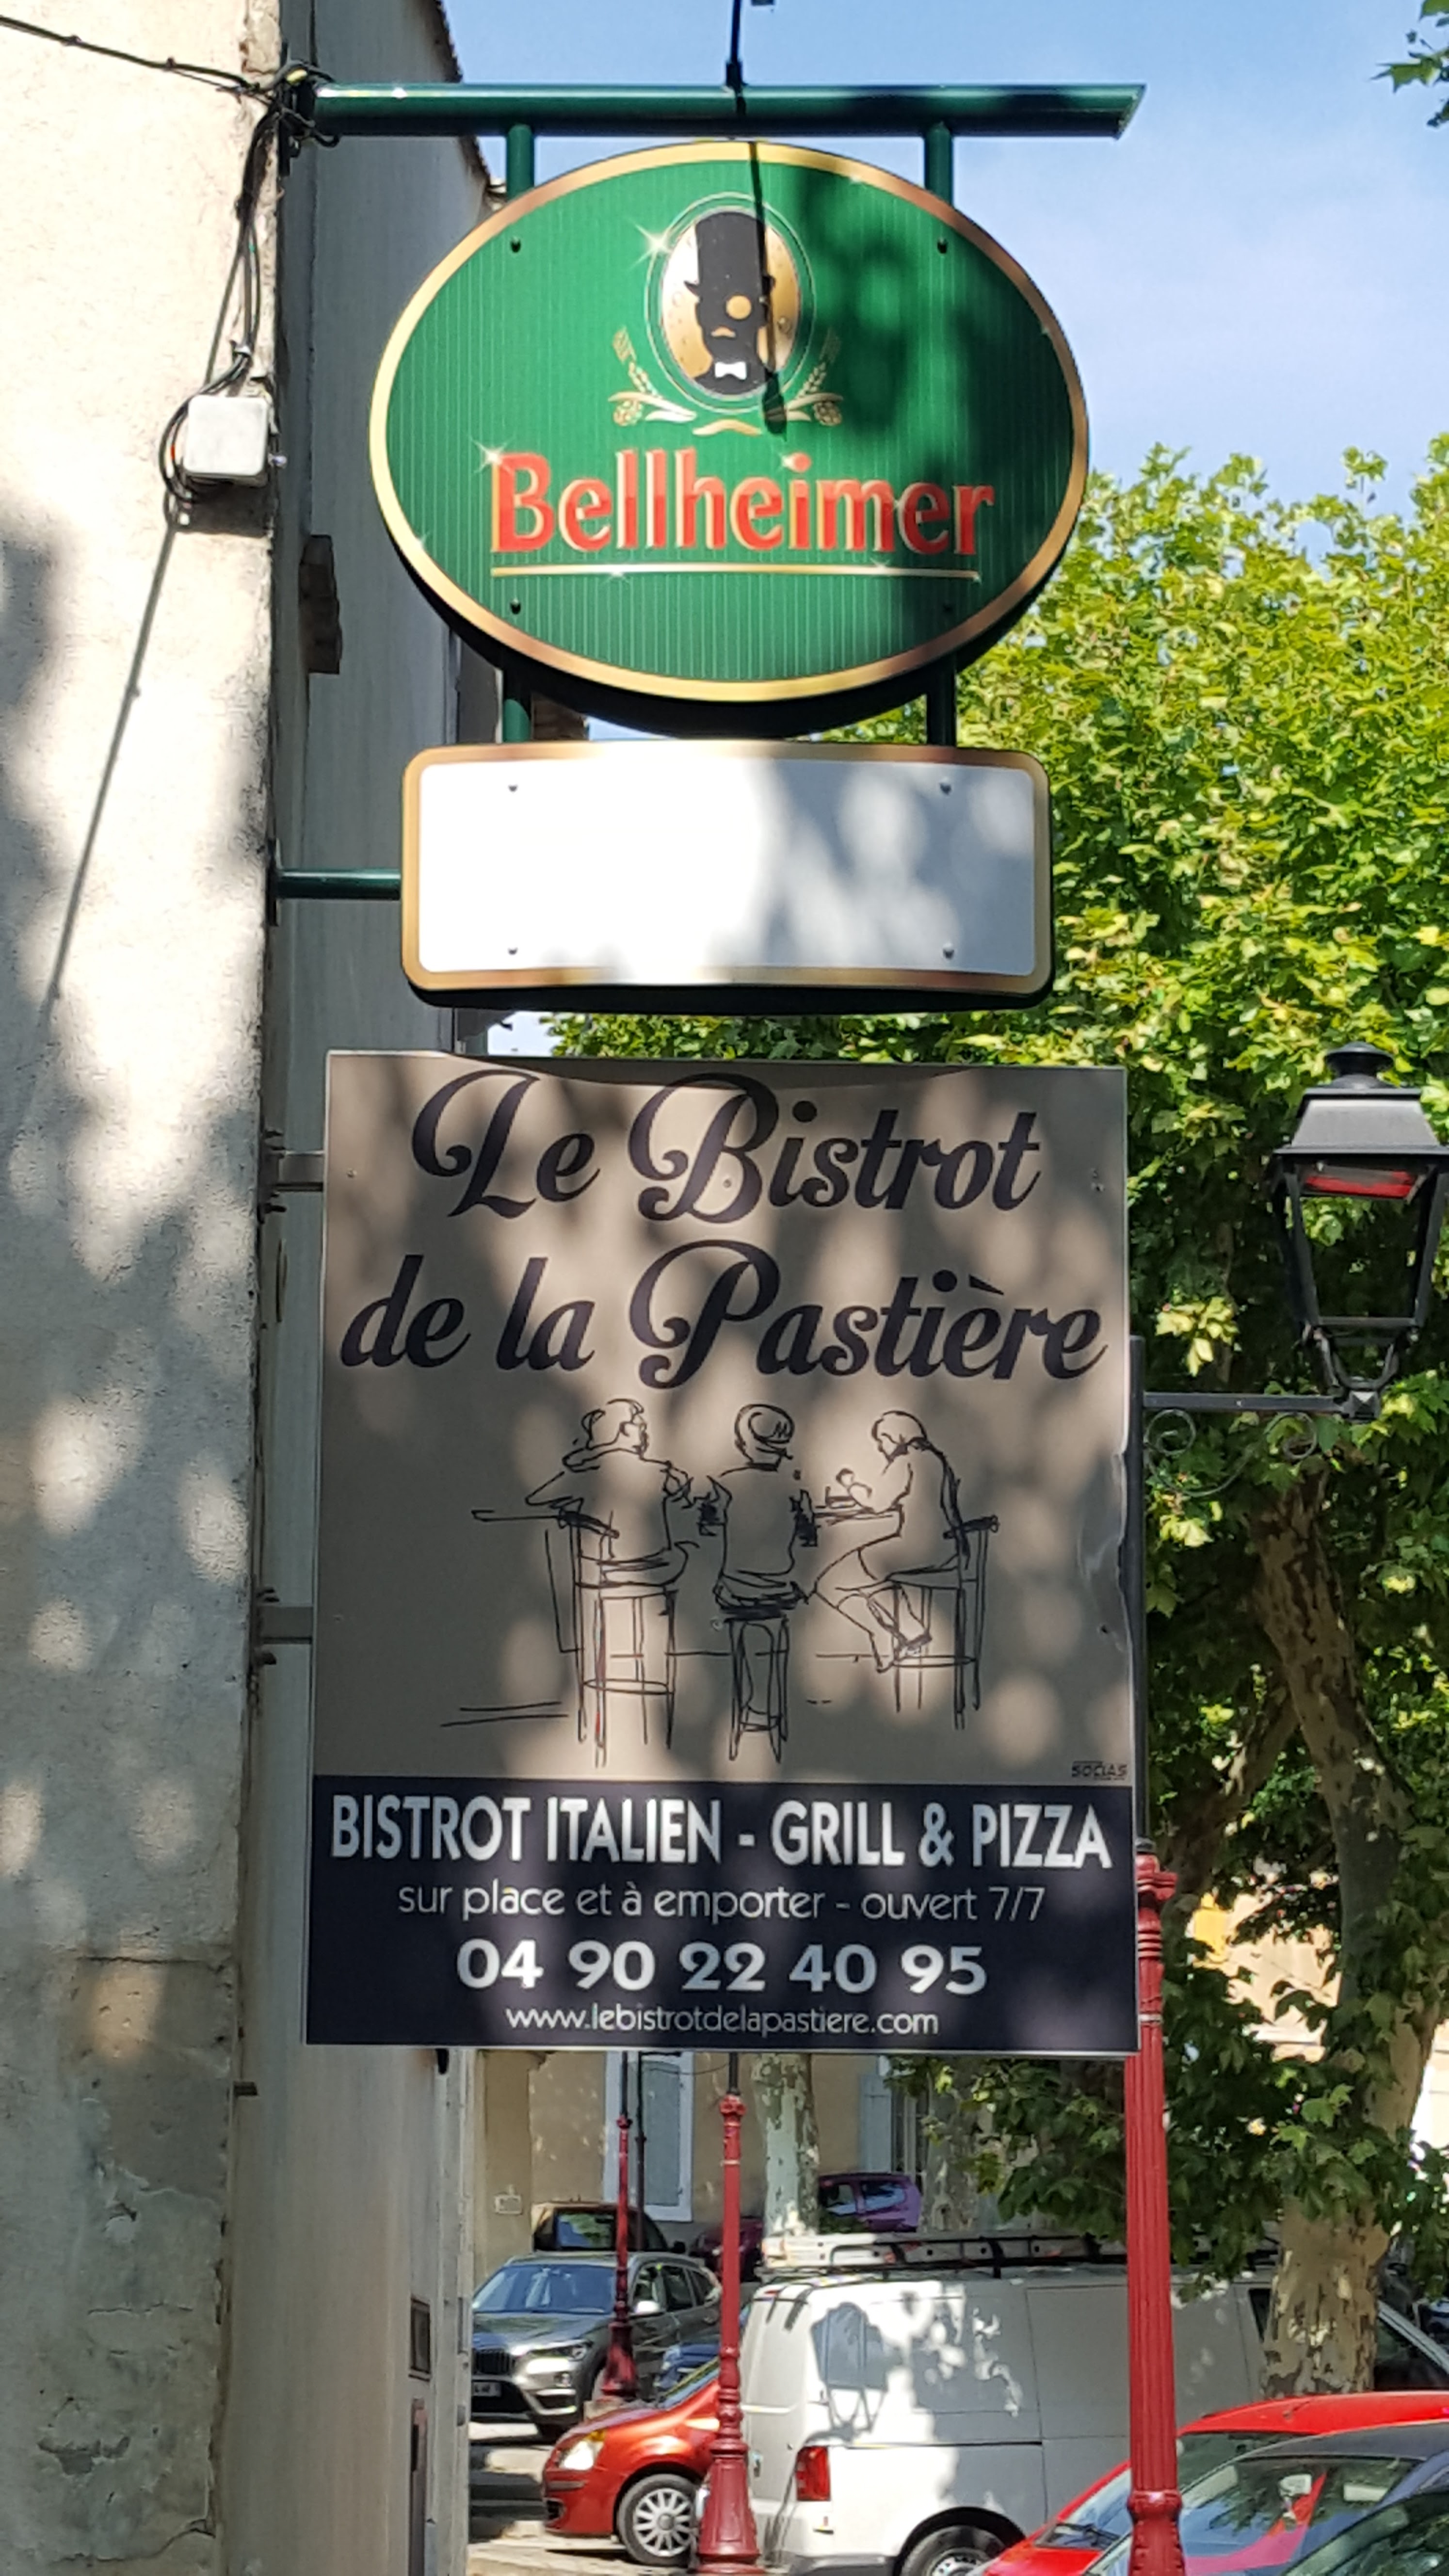 Bellheimer
Le Bistrot
de la Pastière
SOCIAS
BISTROT ITALIEN - GRILL & PIZZA
sur place et à emporter - ouvert 7/7
04 90 22 40 95
www.lebistrotdelapastiere.com